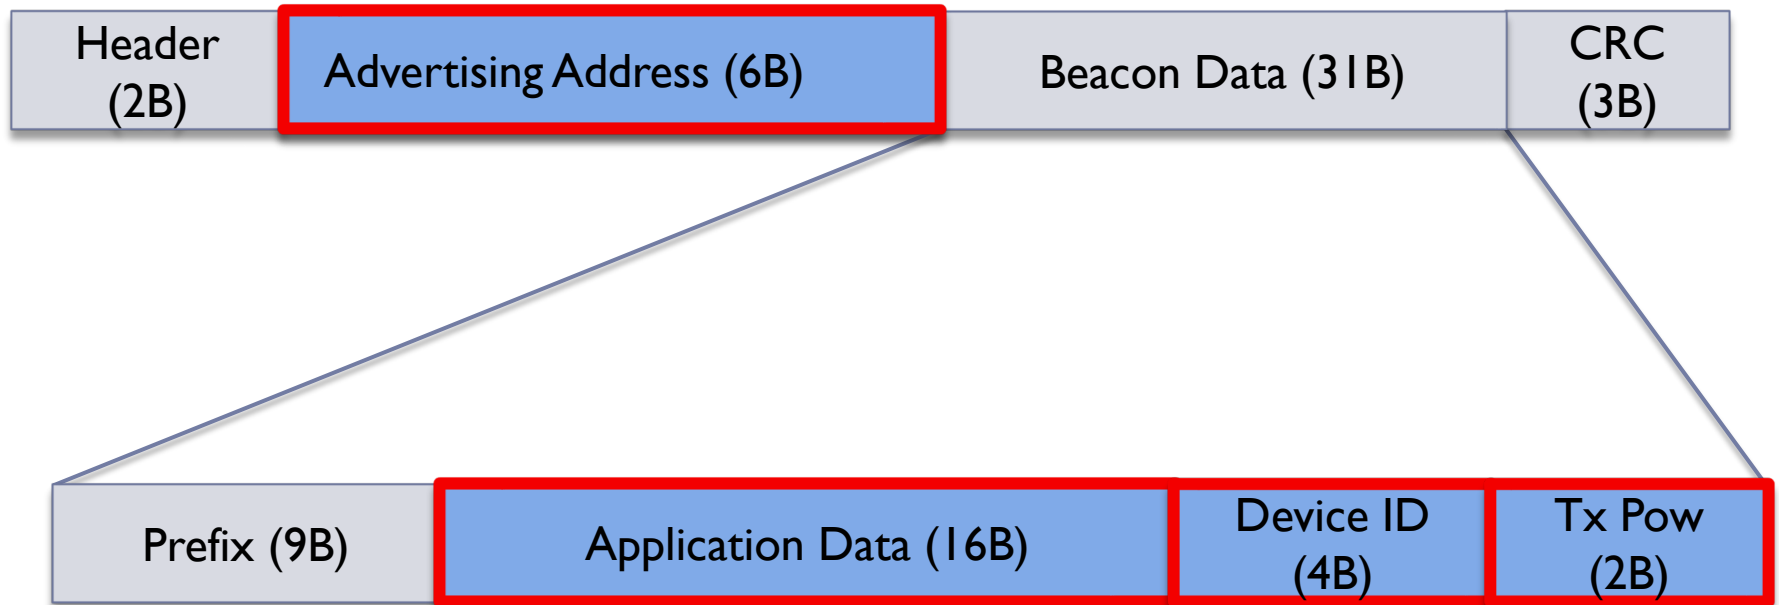 Header
(2B)
Advertising Address (6B)
Beacon Data (31B)
CRC
(3B)
Prefix (9B)
Application Data (16B)
Device ID
(4B)
Tx Pow
(2B)